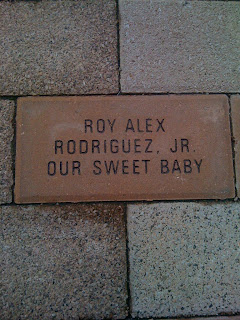 ROY ALEX
RODRIGUEZ, JR.
OUR SWEET BABY